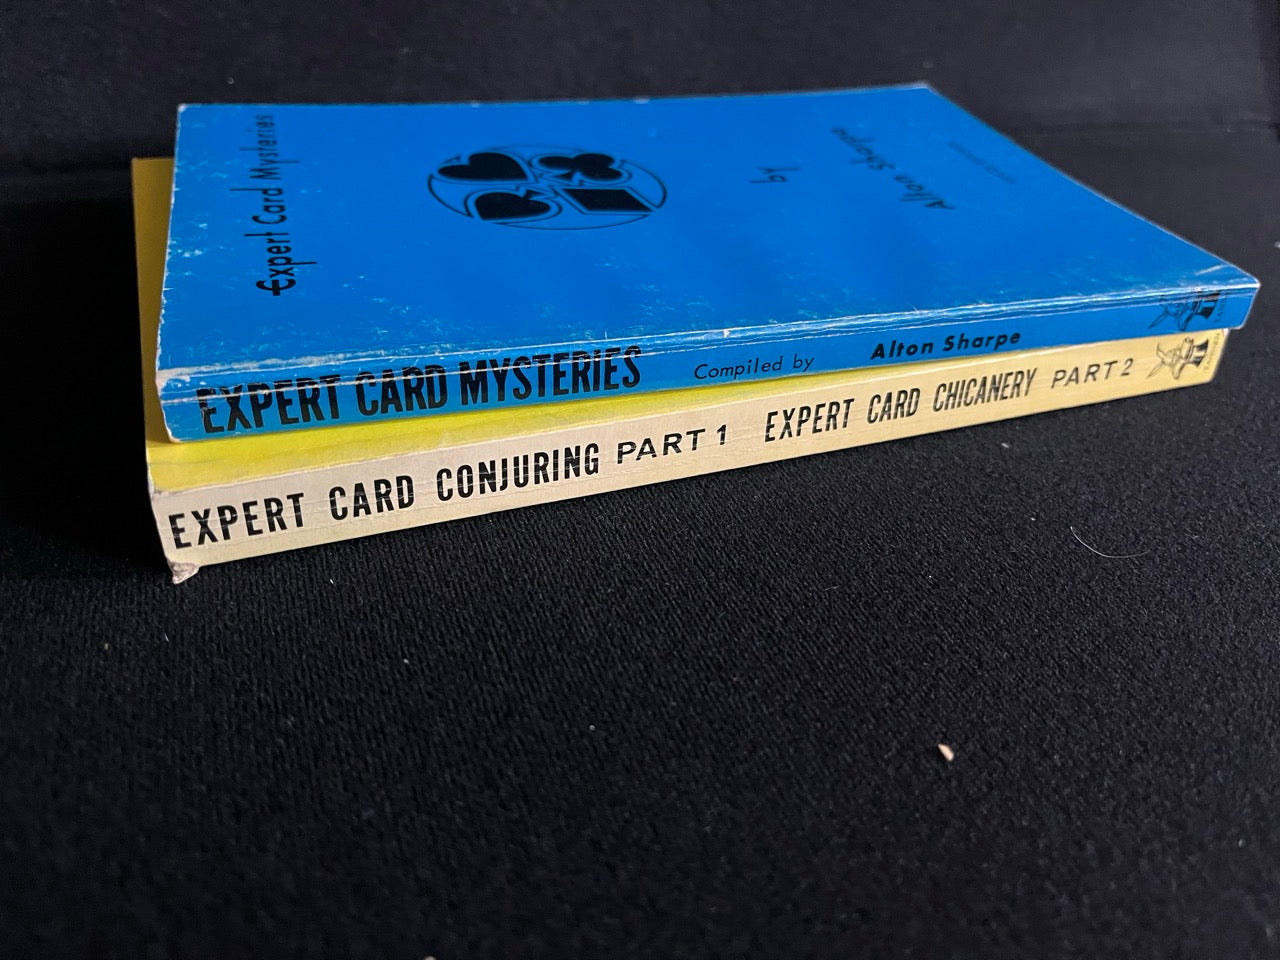 Expert Card Mysteries
by
Alton Sharpe
EXPERT CARD MYSTERIES Compiled by Alton Sharpe
EXPERT CARD CONJURING PART 1 EXPERT CARD CHICANERY PART 2